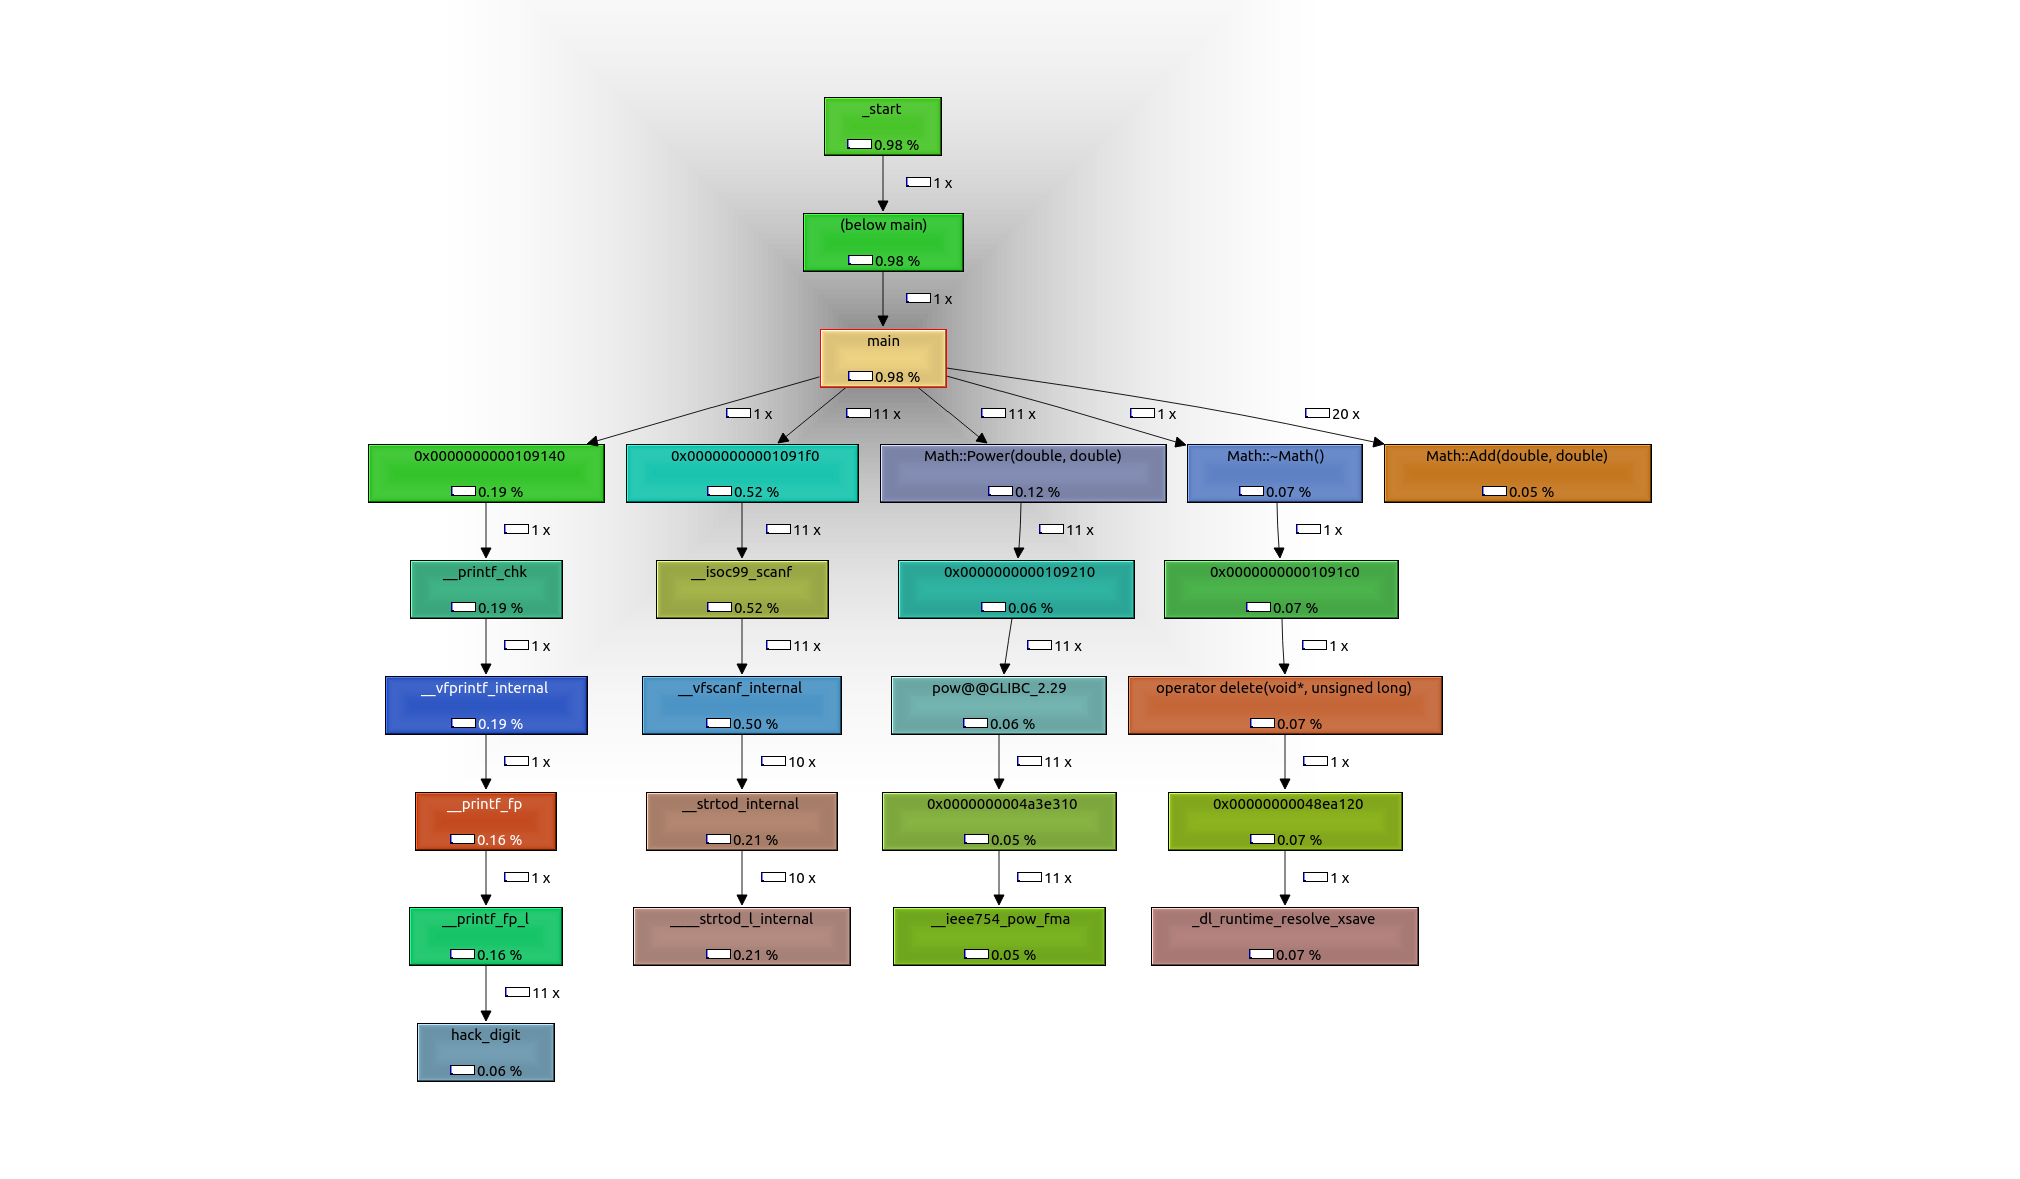 _start
0.98 %
1 x
(below main)
0.98 %
1 x
main
0.98 %
1 x
11 x
11 x
1 x
20 x
0x0000000000109140
0x00000000001091f0
Math::Power(double, double)
Math::~Math()
Math::Add(double, double)
0.19 %
0.52 %
0.12 %
0.07 %
0.05 %
1 x
11 x
11 x
1 x
__printf_chk
__isoc99_scanf
0x0000000000109210
0x00000000001091c0
0.19 %
0.52 %
0.06 %
0.07 %
1 x
11 x
11 x
1 x
__vfprintf_internal
__vfscanf_internal
pow@@GLIBC_2.29
operator delete(void*, unsigned long)
0.19 %
0.50 %
0.06 %
0.07 %
1 x
10 x
11 x
1 x
__printf_fp
__strtod_internal
0x0000000004a3e310
0x00000000048ea120
0.16 %
0.21 %
0.05 %
0.07 %
1 x
10 x
11 x
1 x
__printf_fp_l
____strtod_l_internal
__ieee754_pow_fma
_dl_runtime_resolve_xsave
0.16 %
0.21 %
0.05 %
0.07 %
11 x
hack_digit
0.06 %